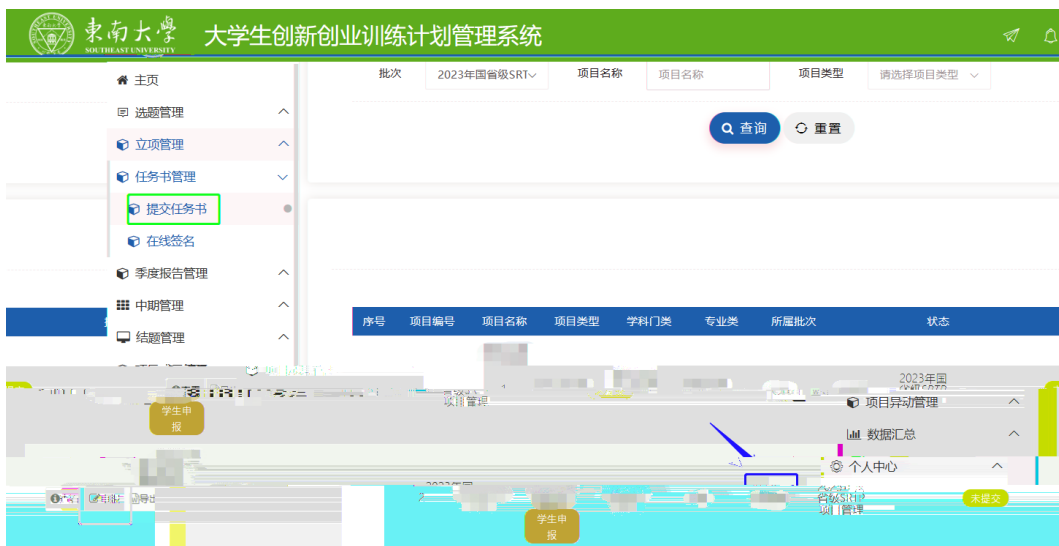 東南大學 大学生创新创业训练计划管理系统
SOUTHEAST UNIVERSITY
主页
批次 2023年国省级SRT 项目名称 项目名称 项目类型 请选择项目类型
选题管理
查询 重置
立项管理
任务书管理
提交任务书
在线签名
季度报告管理
中期管理
序号 项目编号 项目名称 项目类型 学科门类 专业类 所属批次 状态
结题管理
2023年国
项目异动管理
学生申
报
数据汇总
个人中心
未提交
学生申
报